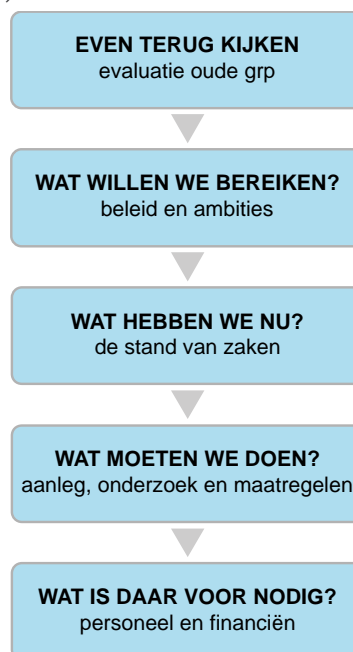 EVEN TERUG KIJKEN
evaluatie oude grp
WAT WILLEN WE BEREIKEN?
beleid en ambities
WAT HEBBEN WE NU?
de stand van zaken
WAT MOETEN WE DOEN?
aanleg, onderzoek en maatregelen
WAT IS DAAR VOOR NODIG?
personeel en financiën